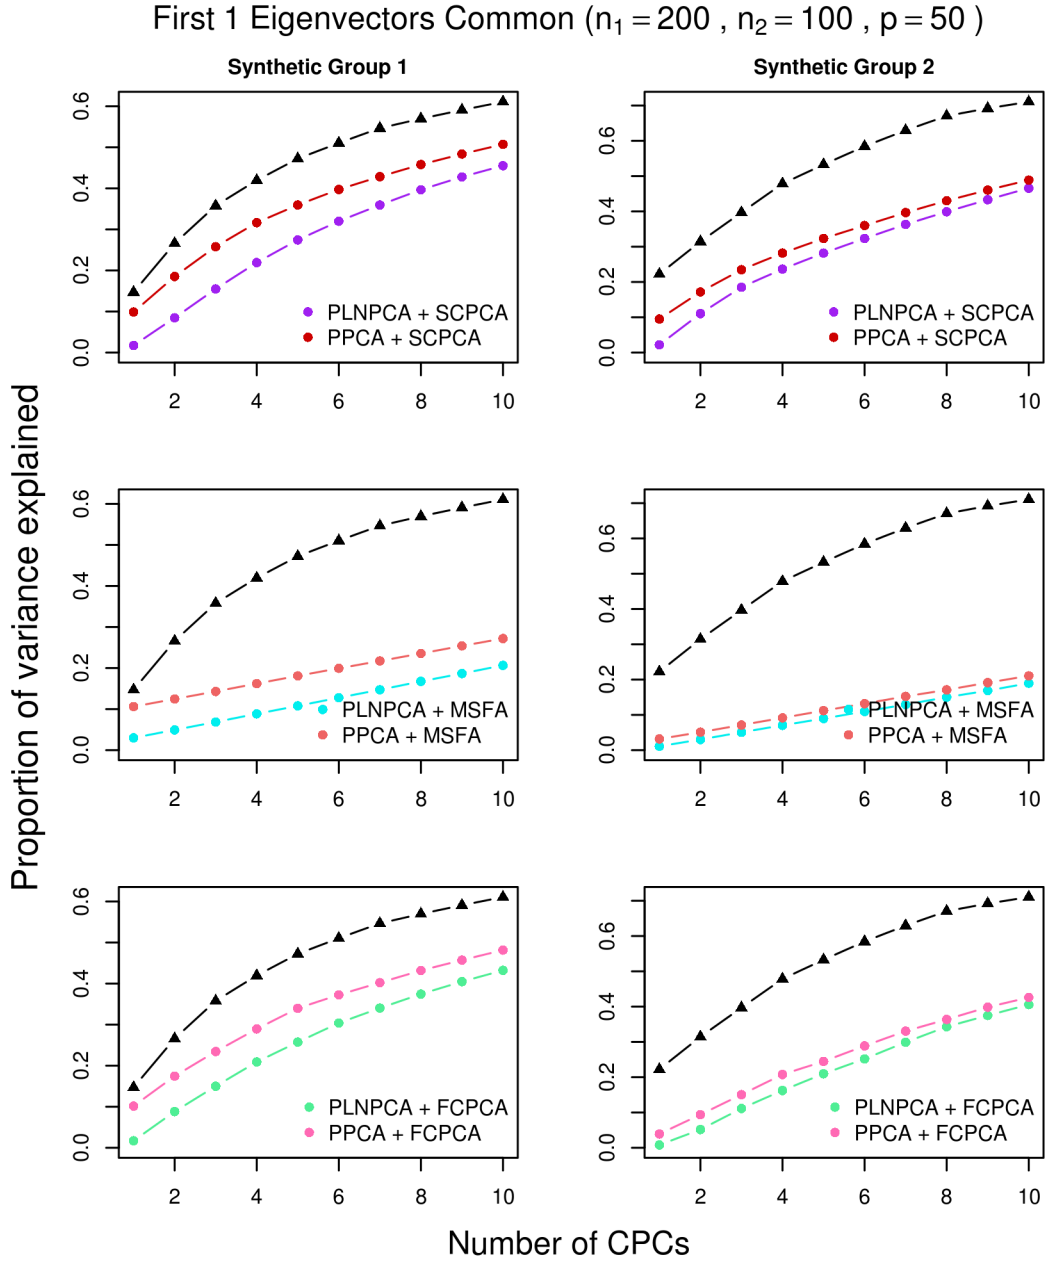 First 1 Eigenvectors Common (n₁ = 200 , n₂ = 100 , p = 50 )
Synthetic Group 1
Synthetic Group 2
Proportion of variance explained
0.6
0.4
0.2
0.0
PLNPCA + SCPCA
PPCA + SCPCA
2 4 6 8 10
0.6
0.4
0.2
0.0
PLNPCA + SCPCA
PPCA + SCPCA
2 4 6 8 10
0.6
0.4
0.2
0.0
PLNPCA + MSFA
PPCA + MSFA
2 4 6 8 10
0.6
0.4
0.2
0.0
PLNPCA + MSFA
PPCA + MSFA
2 4 6 8 10
0.6
0.4
0.2
0.0
PLNPCA + FCPCA
PPCA + FCPCA
2 4 6 8 10
0.6
0.4
0.2
0.0
PLNPCA + FCPCA
PPCA + FCPCA
2 4 6 8 10
Number of CPCs